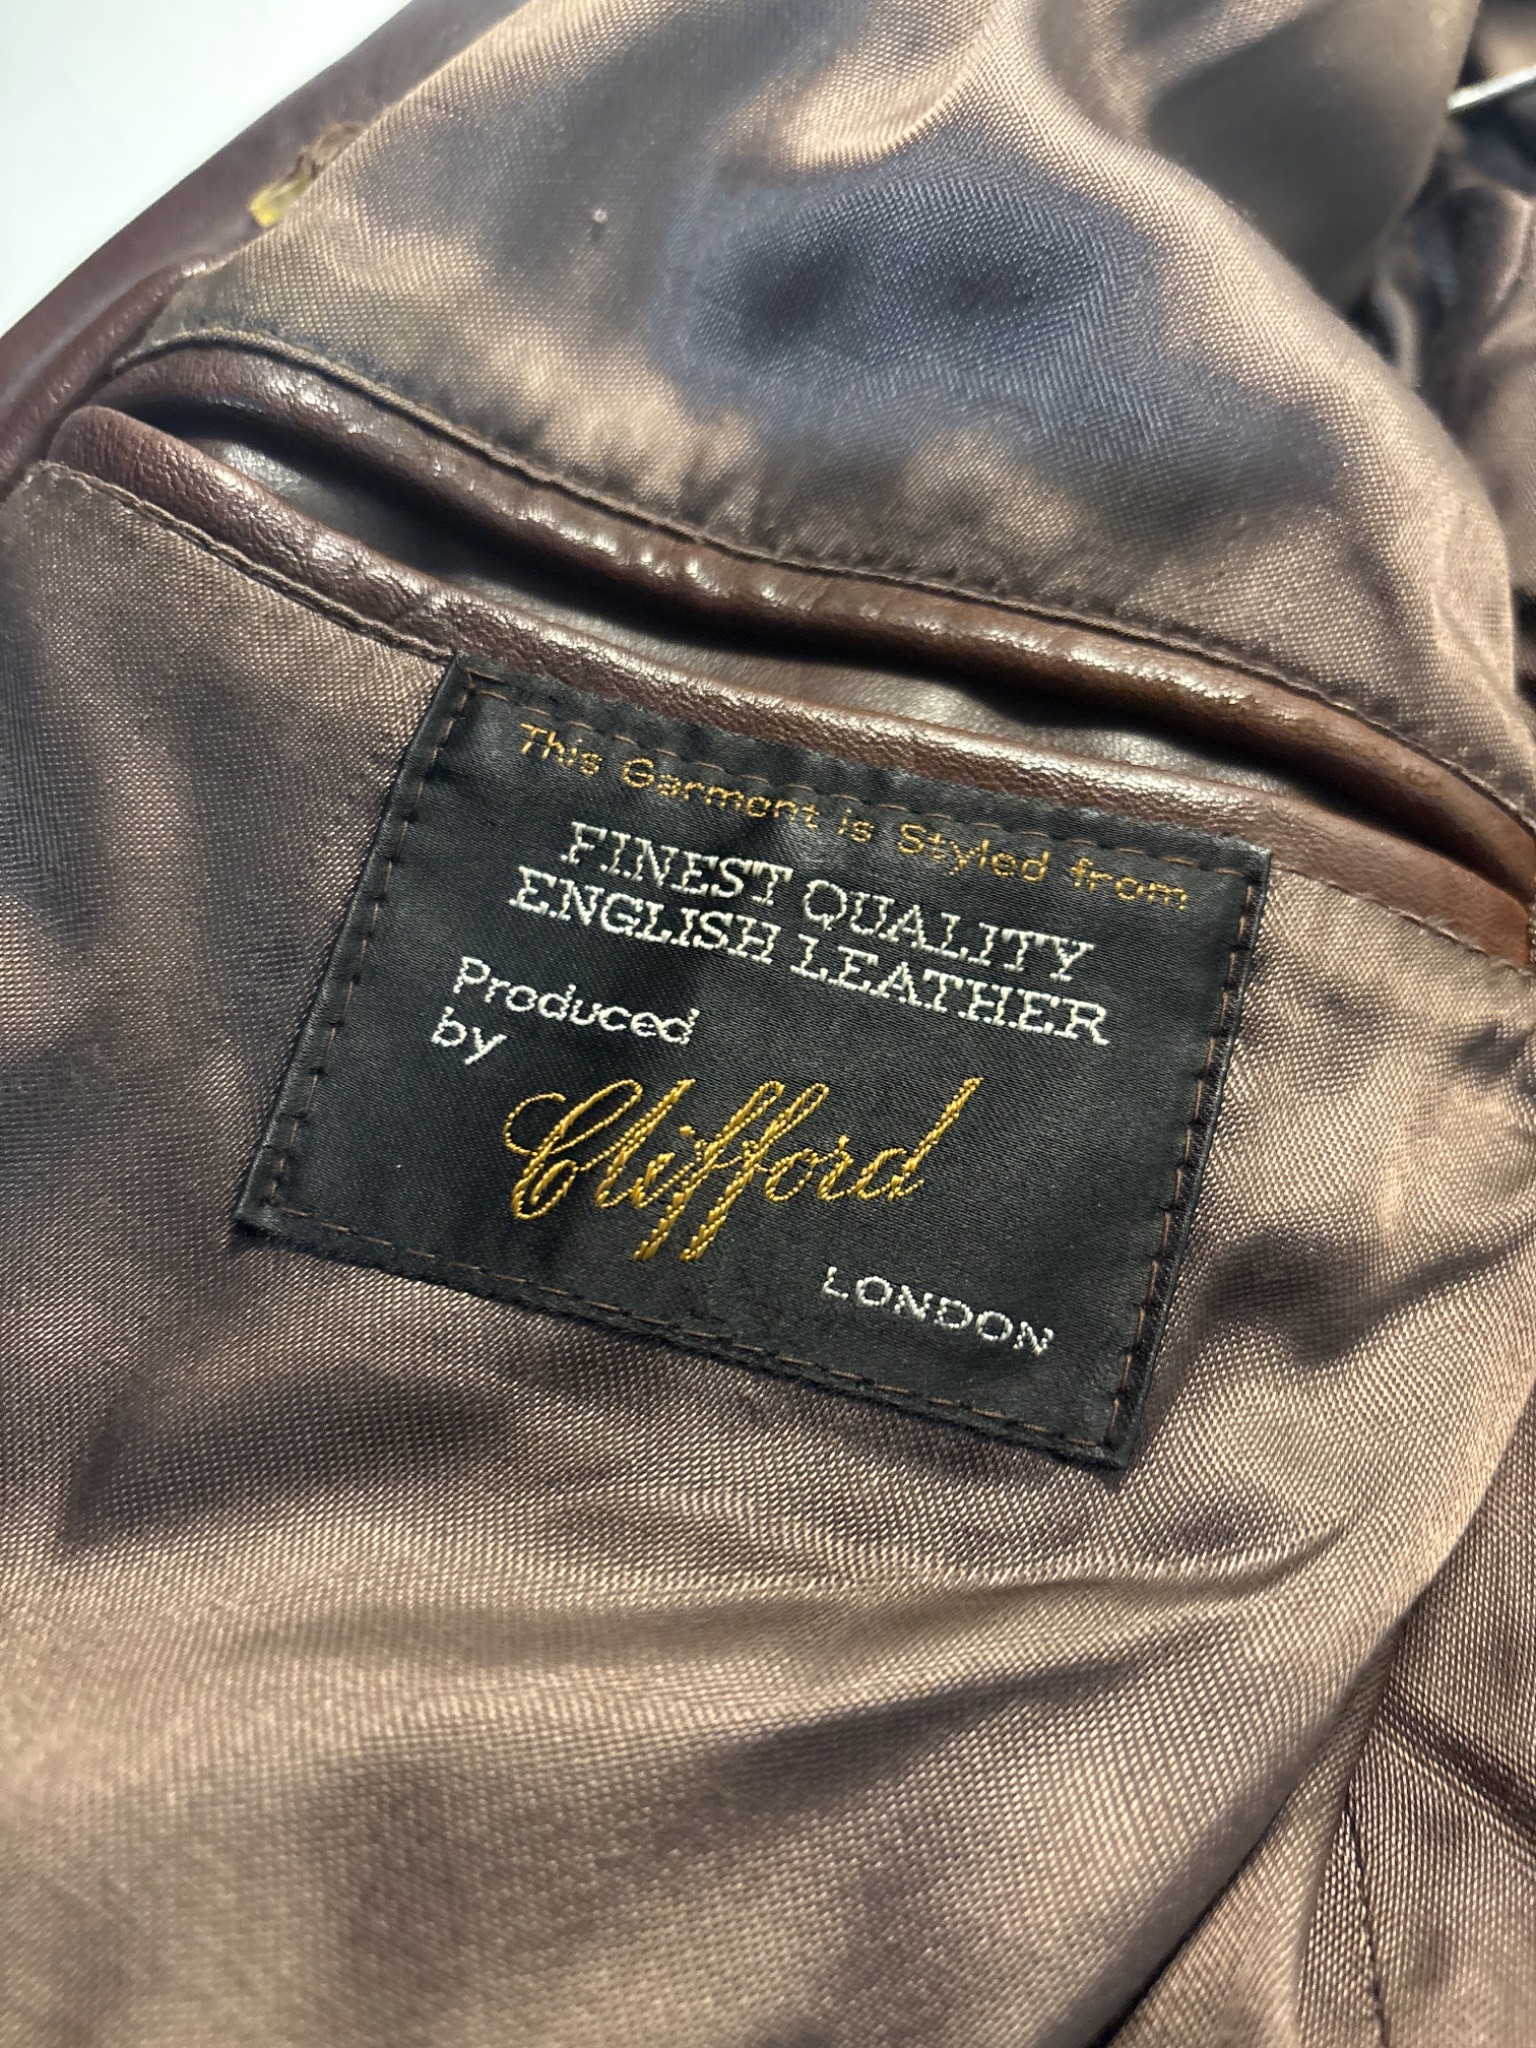 This Garment is Styled from
FINEST QUALITY
ENGLISH LEATHER
Produced
by
Clifford
LONDON